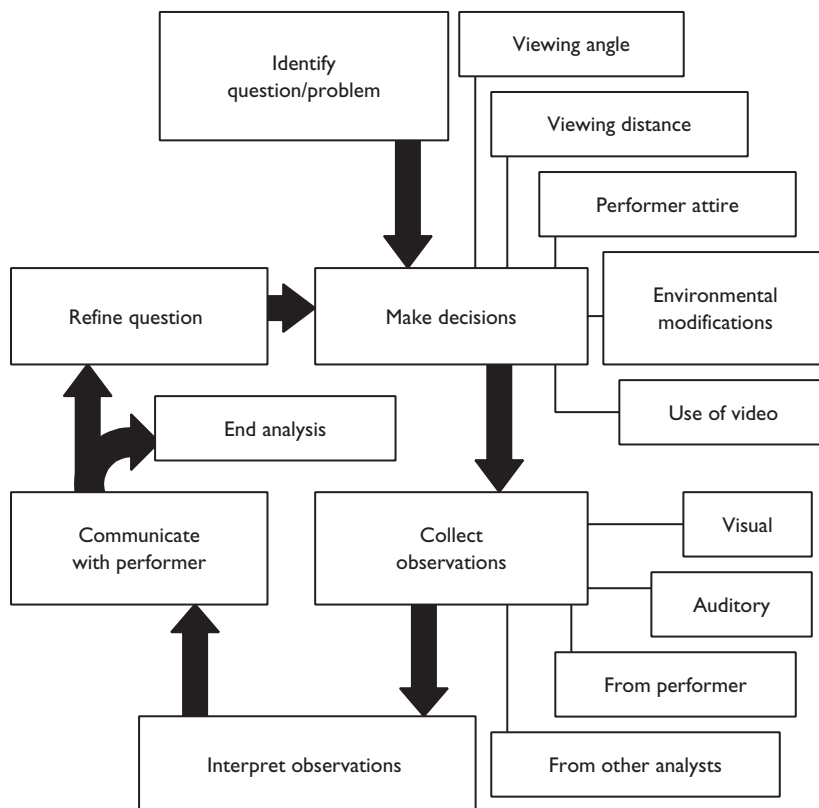 Identify
question/problem
Viewing angle
Viewing distance
Performer attire
Environmental
modifications
Use of video
Refine question
Make decisions
End analysis
Communicate
with performer
Collect
observations
Visual
Auditory
From performer
From other analysts
Interpret observations